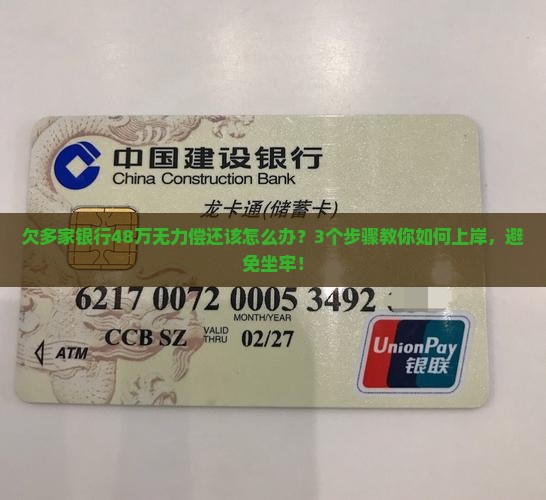 中国建设银行
China Construction Bank
龙卡通(储蓄卡)
欠多家银行48万无力偿还该怎么办？3个步骤教你如何上岸，避
免坐牢！
6217 0072 0005 3492
MONTH/YEAR
CCB SZ VALID THRU 02/27
ATM
UnionPay
银联